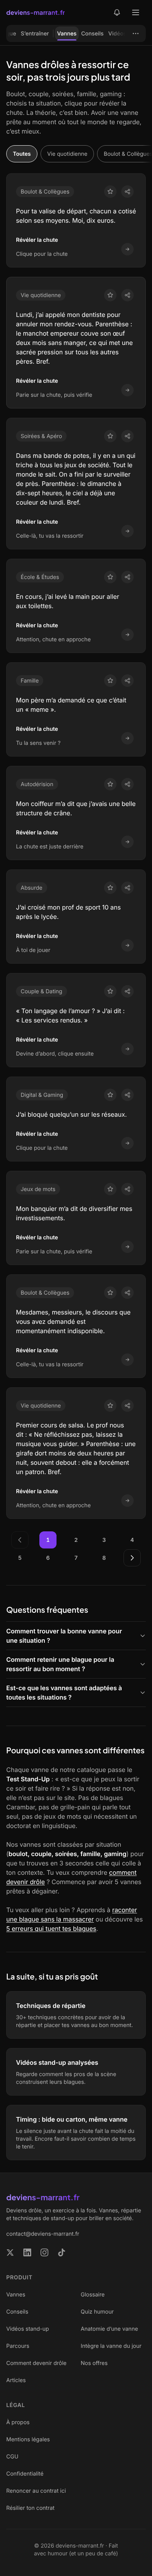 deviens-marrant.fr
S'entraîner Vannes Conseils
Vannes drôles à ressortir ce soir, pas trois jours plus tard
Boulot, couple, soirées, famille, gaming :
choisis ta situation, clique pour révéler la
chute. La théorie, c'est bien. Avoir une vanne
prête au moment où tout le monde te regarde,
c'est mieux.
Toutes
Vie quotidienne
Boulot & Collègues
Boulot & Collègues
Pour ta valise de départ, chacun a cotisé
selon ses moyens. Moi, dix euros.
Révéler la chute
Clique pour la chute
Vie quotidienne
Lundi, j'ai appelé mon dentiste pour
annuler mon rendez-vous. Parenthèse :
le manchot empereur couve son œuf
deux mois sans manger, ce qui met une
sacrée pression sur tous les autres
pères. Bref.
Révéler la chute
Parie sur la chute, puis vérifie
Soirées & Apéro
Dans ma bande de potes, il y en a un qui
triche à tous les jeux de société. Tout le
monde le sait. On a fini par le surveiller
de près. Parenthèse : le dimanche à
dix-sept heures, le ciel a déjà une
couleur de lundi. Bref.
Révéler la chute
Celle-là, tu vas la ressortir
École & Études
En cours, j'ai levé la main pour aller
aux toilettes.
Révéler la chute
Attention, chute en approche
Famille
Mon père m'a demandé ce que c'était
un « meme ».
Révéler la chute
Tu la sens venir ?
Autodérision
Mon coiffeur m'a dit que j'avais une belle
structure de crâne.
Révéler la chute
La chute est juste derrière
Absurde
J'ai croisé mon prof de sport 10 ans
après le lycée.
Révéler la chute
À toi de jouer
Couple & Dating
« Ton langage de l'amour ? » J'ai dit :
« Les services rendus. »
Révéler la chute
Devine d'abord, clique ensuite
Digital & Gaming
J'ai bloqué quelqu'un sur les réseaux.
Révéler la chute
Clique pour la chute
Jeux de mots
Mon banquier m'a dit de diversifier mes
investissements.
Révéler la chute
Parie sur la chute, puis vérifie
Boulot & Collègues
Mesdames, messieurs, le discours que
vous avez demandé est
momentanément indisponible.
Révéler la chute
Celle-là, tu vas la ressortir
Vie quotidienne
Premier cours de salsa. Le prof nous
dit : « Ne réfléchissez pas, laissez la
musique vous guider. » Parenthèse : une
girafe dort moins de deux heures par
nuit, souvent debout : elle a forcément
un patron. Bref.
Révéler la chute
Attention, chute en approche
1 2 3 4
5 6 7 8
Questions fréquentes
Comment trouver la bonne vanne pour
une situation ?
Comment retenir une blague pour la
ressortir au bon moment ?
Est-ce que les vannes sont adaptées à
toutes les situations ?
Pourquoi ces vannes sont différentes
Chaque vanne de notre catalogue passe le
Test Stand-Up : « est-ce que je peux la sortir
ce soir et faire rire ? » Si la réponse est non,
elle n'est pas sur le site. Pas de blagues
Carambar, pas de grille-pain qui parle tout
seul, pas de jeux de mots qui nécessitent un
doctorat en linguistique.
Nos vannes sont classées par situation
(boulot, couple, soirées, famille, gaming) pour
que tu trouves en 3 secondes celle qui colle à
ton contexte. Tu veux comprendre comment
devenir drôle ? Commence par avoir 5 vannes
prêtes à dégainer.
Tu veux aller plus loin ? Apprends à raconter
une blague sans la massacrer ou découvre les
5 erreurs qui tuent tes blagues.
La suite, si tu as pris goût
Techniques de répartie
30+ techniques concrètes pour avoir de la
répartie et placer tes vannes au bon moment.
Vidéos stand-up analysées
Regarde comment les pros de la scène
construisent leurs blagues.
Timing : bide ou carton, même vanne
Le silence juste avant la chute fait la moitié du
travail. Encore faut-il savoir combien de temps
le tenir.
deviens-marrant.fr
Deviens drôle, un exercice à la fois. Vannes, répartie
et techniques de stand-up pour briller en société.
contact@deviens-marrant.fr
PRODUIT
Vannes Glossaire
Conseils Quiz humour
Vidéos stand-up Anatomie d'une vanne
Parcours Intègre la vanne du jour
Comment devenir drôle Nos offres
Articles
LÉGAL
À propos
Mentions légales
CGU
Confidentialité
Renoncer au contrat ici
Résilier ton contrat
© 2026 deviens-marrant.fr · Fait
avec humour (et un peu de café)